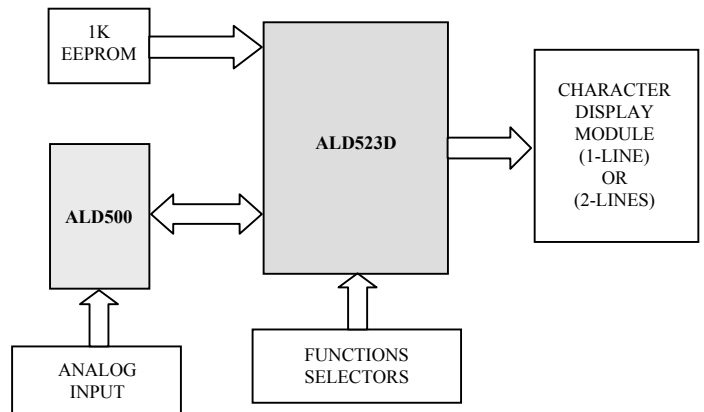 1K
EEPROM
ALD523D
CHARACTER
DISPLAY
MODULE
(1-LINE)
OR
(2-LINES)
ALD500
ANALOG
INPUT
FUNCTIONS
SELECTORS